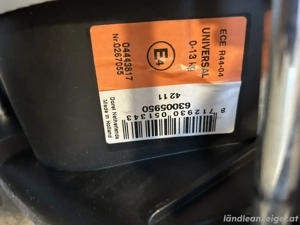 ECE R44-04
UNIVERSAL
0-13 kg
E4
04443817
Nr.0267055
4211
63005950
Dorel Netherlands
Made in Holland
8 712930 051343
ländleanzeiger.at